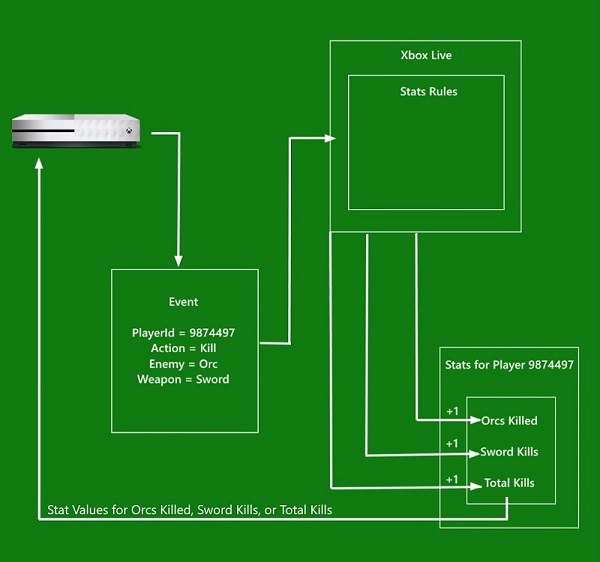 Xbox Live
Stats Rules
Event
PlayerId = 9874497
Action = Kill
Enemy = Orc
Weapon = Sword
Stats for Player 9874497
+1
Orcs Killed
+1
Sword Kills
+1
Total Kills
Stat Values for Orcs Killed, Sword Kills, or Total Kills